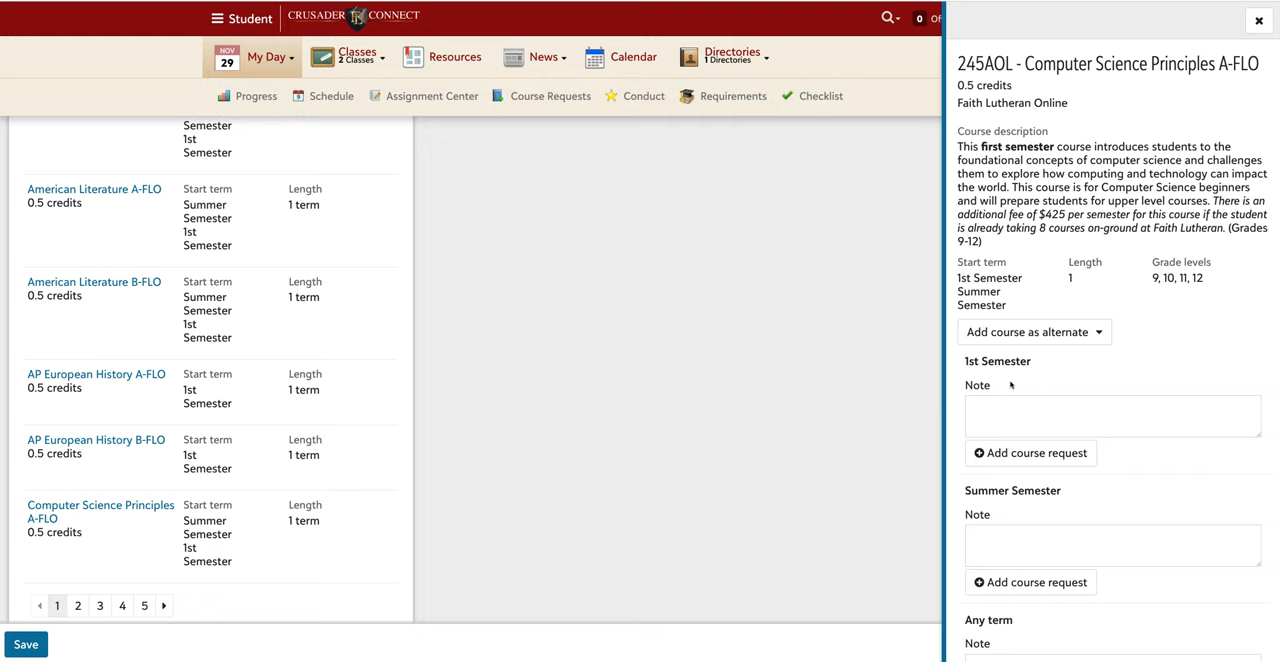 Student
CRUSADER CONNECT
0 Of
NOV
29
My Day
Classes
2 Classes
Resources
News
Calendar
Directories
1 Directories
Progress
Schedule
Assignment Center
Course Requests
Conduct
Requirements
Checklist
Semester
1st
Semester
American Literature A-FLO
0.5 credits
Start term
Summer
Semester
1st
Semester
Length
1 term
American Literature B-FLO
0.5 credits
Start term
Summer
Semester
1st
Semester
Length
1 term
AP European History A-FLO
0.5 credits
Start term
1st
Semester
Length
1 term
AP European History B-FLO
0.5 credits
Start term
1st
Semester
Length
1 term
Computer Science Principles
A-FLO
0.5 credits
Start term
Summer
Semester
1st
Semester
Length
1 term
1 2 3 4 5
Save
245AOL - Computer Science Principles A-FLO
0.5 credits
Faith Lutheran Online
Course description
This first semester course introduces students to the
foundational concepts of computer science and challenges
them to explore how computing and technology can impact
the world. This course is for Computer Science beginners
and will prepare students for upper level courses. There is an
additional fee of $425 per semester for this course if the student
is already taking 8 courses on-ground at Faith Lutheran. (Grades
9-12)
Start term
1st Semester
Summer
Semester
Length
1
Grade levels
9, 10, 11, 12
Add course as alternate
1st Semester
Note
Add course request
Summer Semester
Note
Add course request
Any term
Note